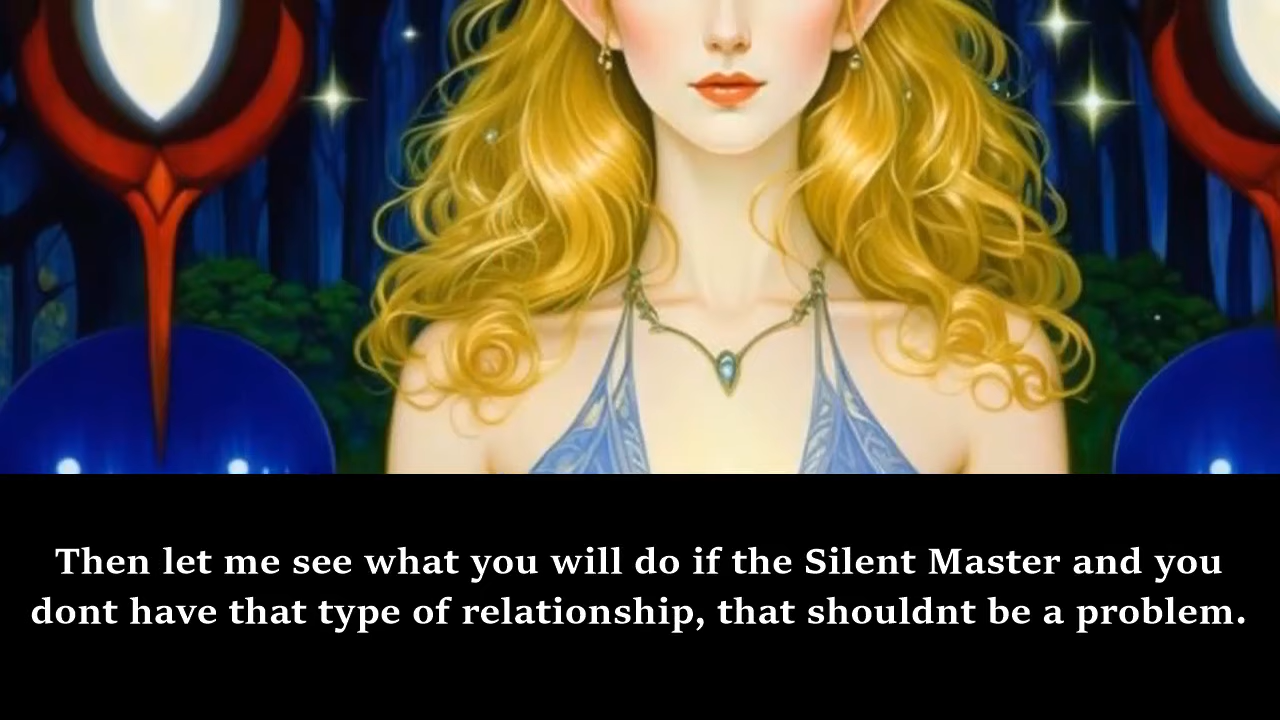 Then let me see what you will do if the Silent Master and you
dont have that type of relationship, that shouldnt be a problem.